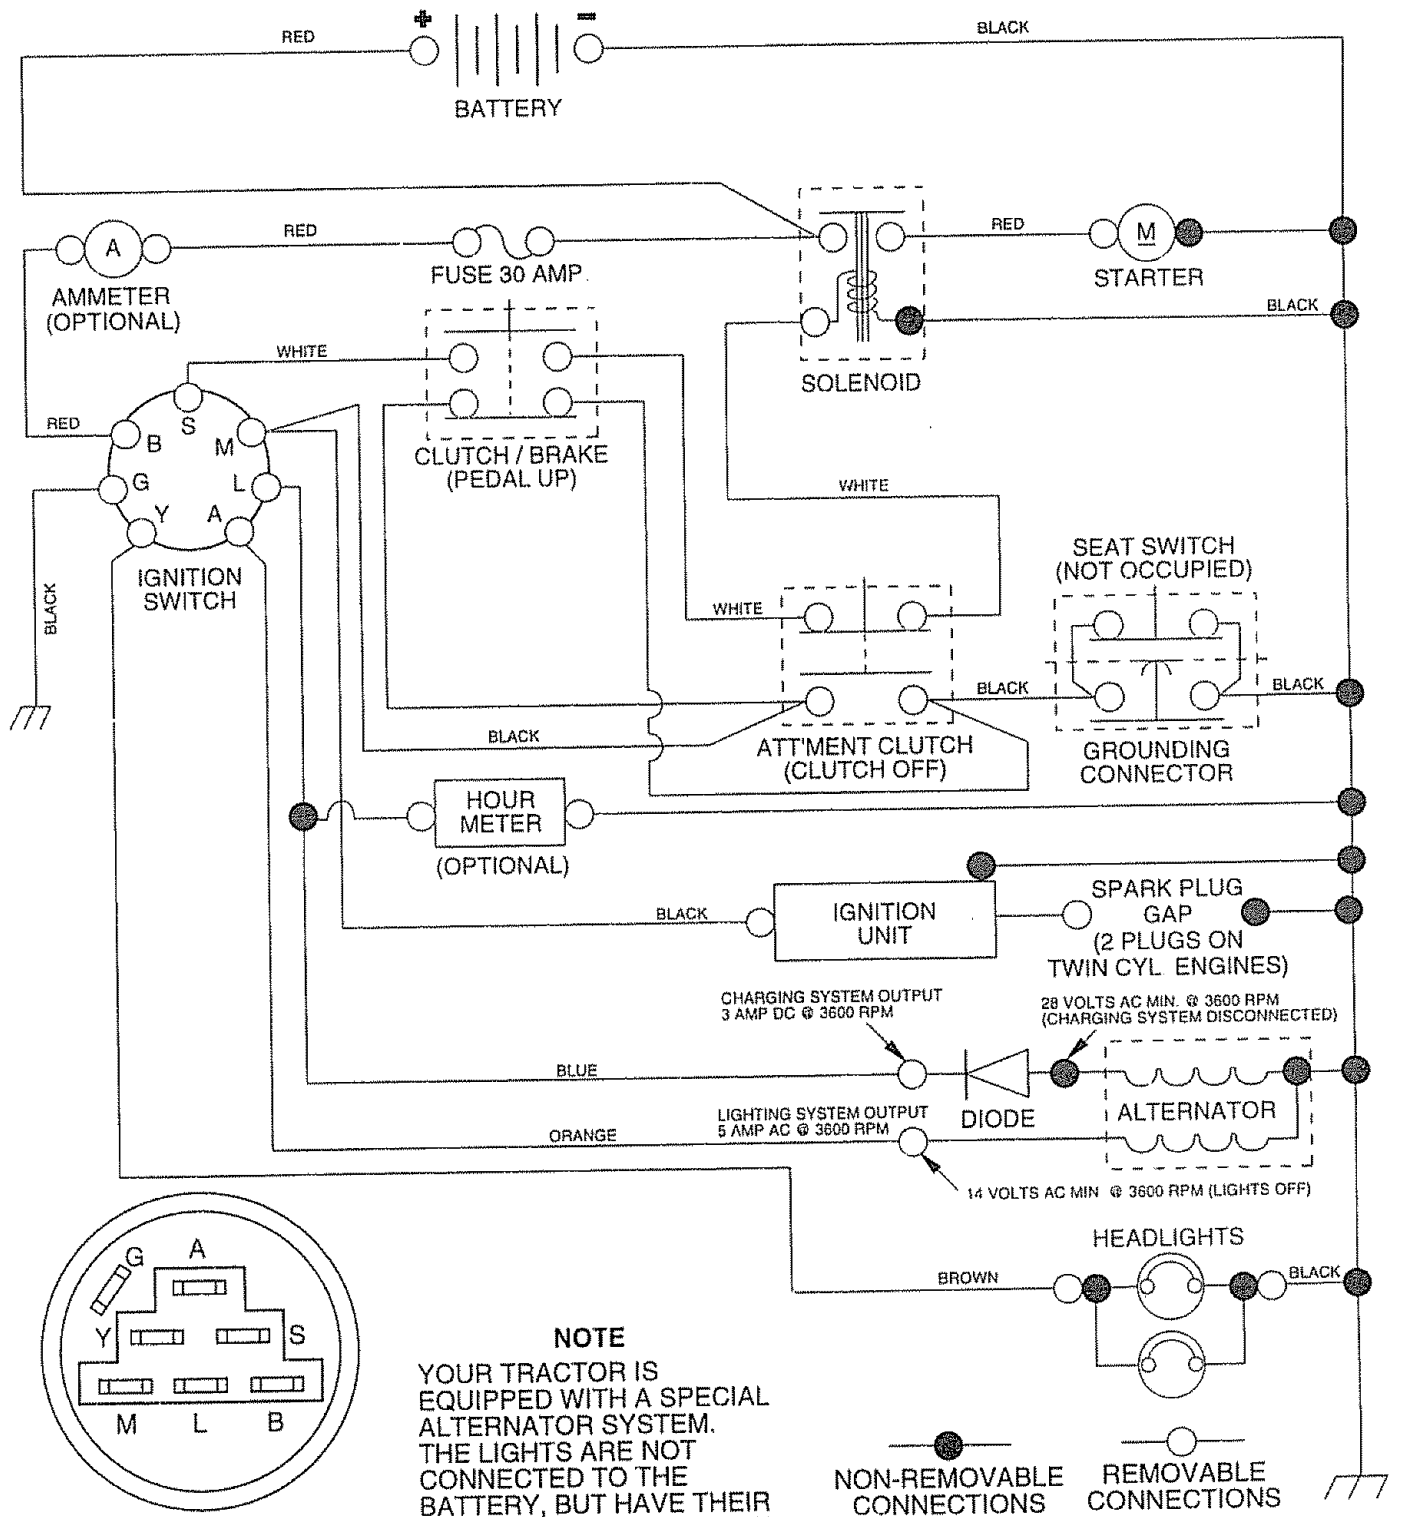 + -
RED
BLACK
BATTERY
A
RED
FUSE 30 AMP.
RED
M
STARTER
AMMETER
(OPTIONAL)
BLACK
WHITE
SOLENOID
RED
S
B
M
G
L
Y
A
CLUTCH / BRAKE
(PEDAL UP)
WHITE
IGNITION
SWITCH
BLACK
SEAT SWITCH
(NOT OCCUPIED)
WHITE
BLACK
BLACK
BLACK
ATT'MENT CLUTCH
(CLUTCH OFF)
GROUNDING
CONNECTOR
HOUR
METER
(OPTIONAL)
BLACK
IGNITION
UNIT
SPARK PLUG
GAP
(2 PLUGS ON
TWIN CYL. ENGINES)
CHARGING SYSTEM OUTPUT
3 AMP DC @ 3600 RPM
28 VOLTS AC MIN. @ 3600 RPM
(CHARGING SYSTEM DISCONNECTED)
BLUE
DIODE
ALTERNATOR
LIGHTING SYSTEM OUTPUT
5 AMP AC @ 3600 RPM
ORANGE
14 VOLTS AC MIN @ 3600 RPM (LIGHTS OFF)
HEADLIGHTS
BROWN
BLACK
G
A
Y
S
M L B
NOTE
YOUR TRACTOR IS
EQUIPPED WITH A SPECIAL
ALTERNATOR SYSTEM.
THE LIGHTS ARE NOT
CONNECTED TO THE
BATTERY, BUT HAVE THEIR
NON-REMOVABLE
CONNECTIONS
REMOVABLE
CONNECTIONS